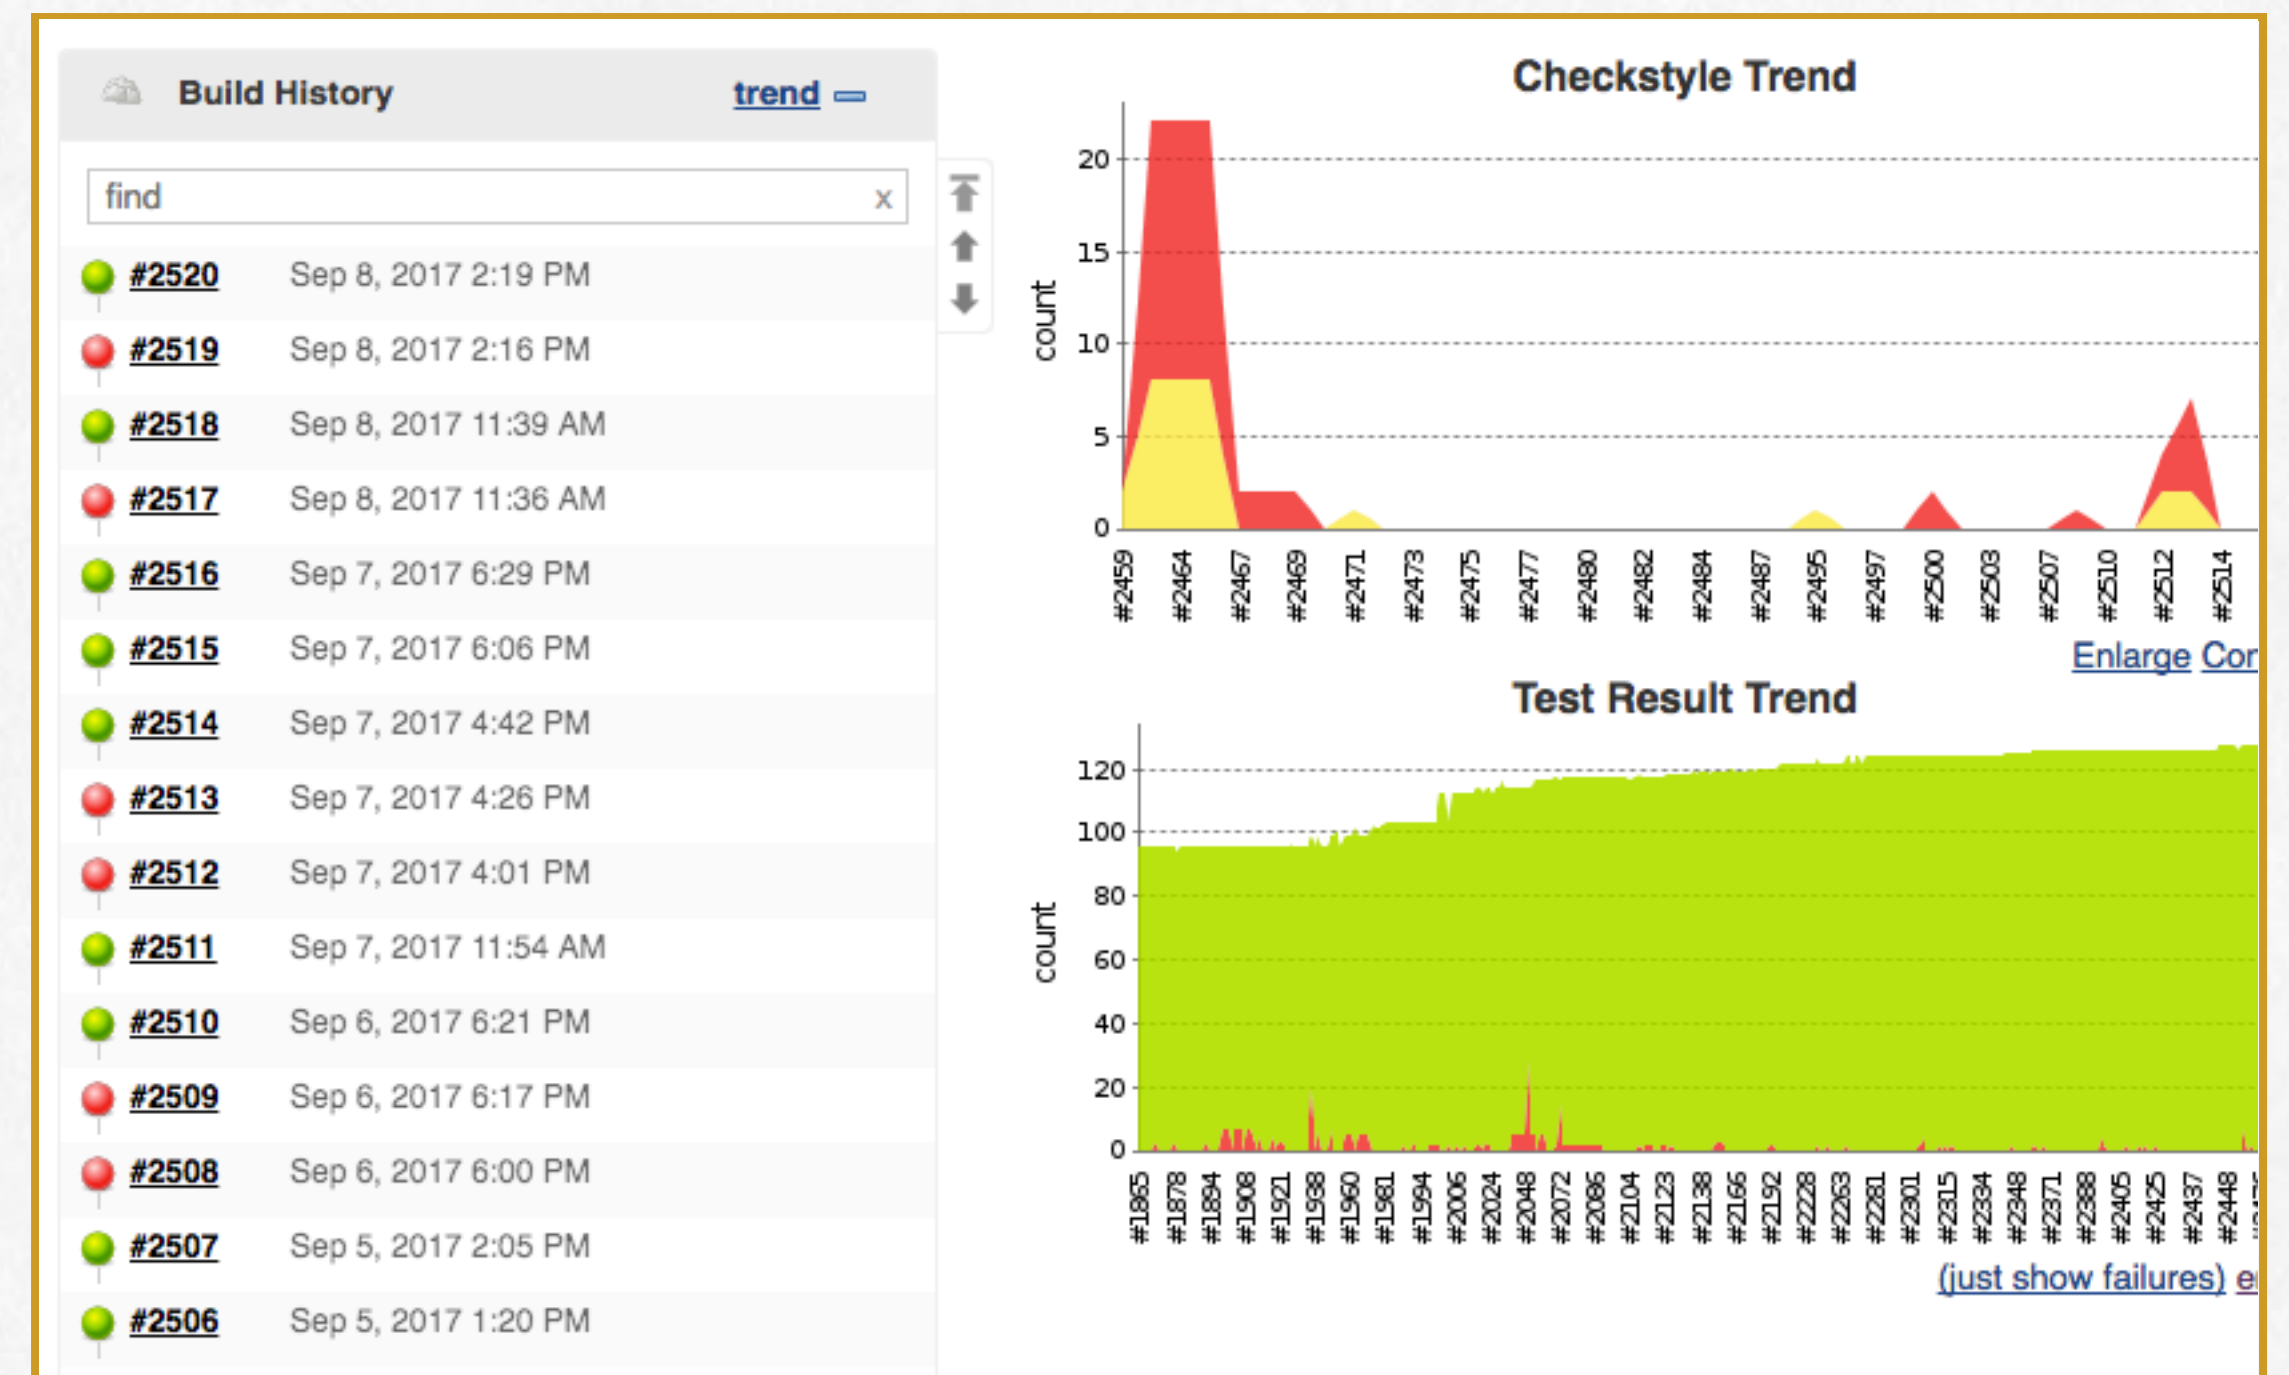 Build History trend
find x
#2520 Sep 8, 2017 2:19 PM
#2519 Sep 8, 2017 2:16 PM
#2518 Sep 8, 2017 11:39 AM
#2517 Sep 8, 2017 11:36 AM
#2516 Sep 7, 2017 6:29 PM
#2515 Sep 7, 2017 6:06 PM
#2514 Sep 7, 2017 4:42 PM
#2513 Sep 7, 2017 4:26 PM
#2512 Sep 7, 2017 4:01 PM
#2511 Sep 7, 2017 11:54 AM
#2510 Sep 6, 2017 6:21 PM
#2509 Sep 6, 2017 6:17 PM
#2508 Sep 6, 2017 6:00 PM
#2507 Sep 5, 2017 2:05 PM
#2506 Sep 5, 2017 1:20 PM
Checkstyle Trend
20
15
10
5
0
count
#2459 #2464 #2467 #2469 #2471 #2473 #2475 #2477 #2480 #2482 #2484 #2487 #2495 #2497 #2500 #2503 #2507 #2510 #2512 #2514
Enlarge
Test Result Trend
120
100
80
60
40
20
0
count
#1865 #1878 #1894 #1908 #1921 #1938 #1960 #1981 #1994 #2006 #2024 #2048 #2072 #2086 #2104 #2123 #2138 #2166 #2192 #2228 #2263 #2281 #2301 #2315 #2334 #2348 #2371 #2388 #2405 #2425 #2437 #2448
(just show failures)